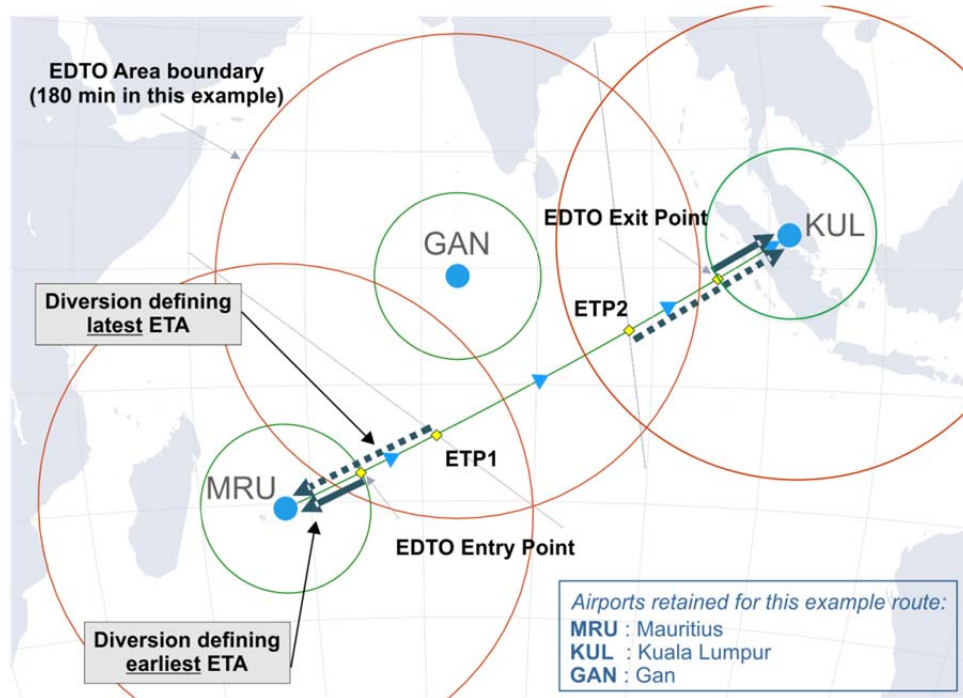 EDTO Area boundary
(180 min in this example)
EDTO Exit Point
KUL
GAN
ETP2
Diversion defining
latest ETA
ETP1
MRU
EDTO Entry Point
Diversion defining
earliest ETA
Airports retained for this example route:
MRU : Mauritius
KUL : Kuala Lumpur
GAN : Gan